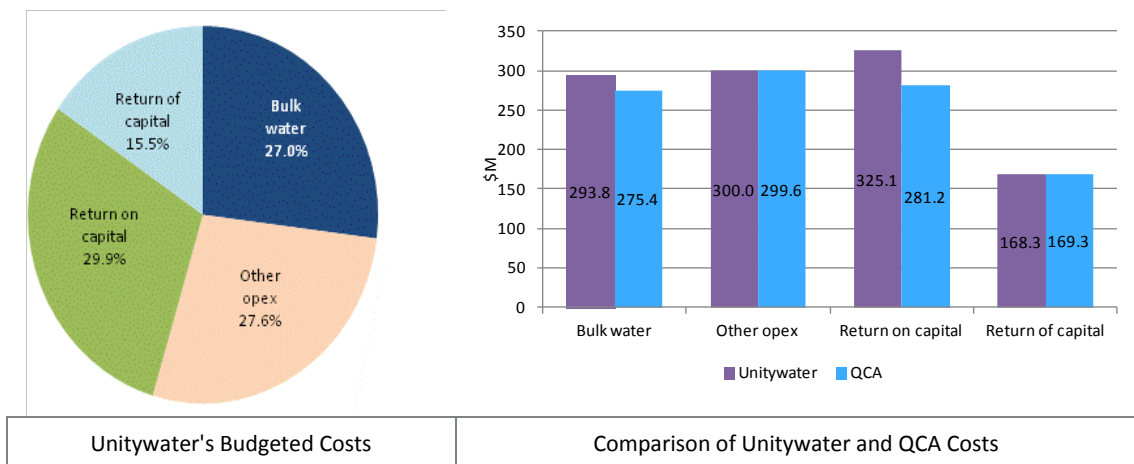 Return of
capital
15.5%
Bulk
water
27.0%
Return on
capital
29.9%
Other
opex
27.6%
350
300
250
200
150
100
50
0
$M
293.8
275.4
300.0
299.6
325.1
281.2
168.3
169.3
Bulk water
Other opex
Return on capital
Return of capital
Unitywater
QCA
Unitywater's Budgeted Costs
Comparison of Unitywater and QCA Costs